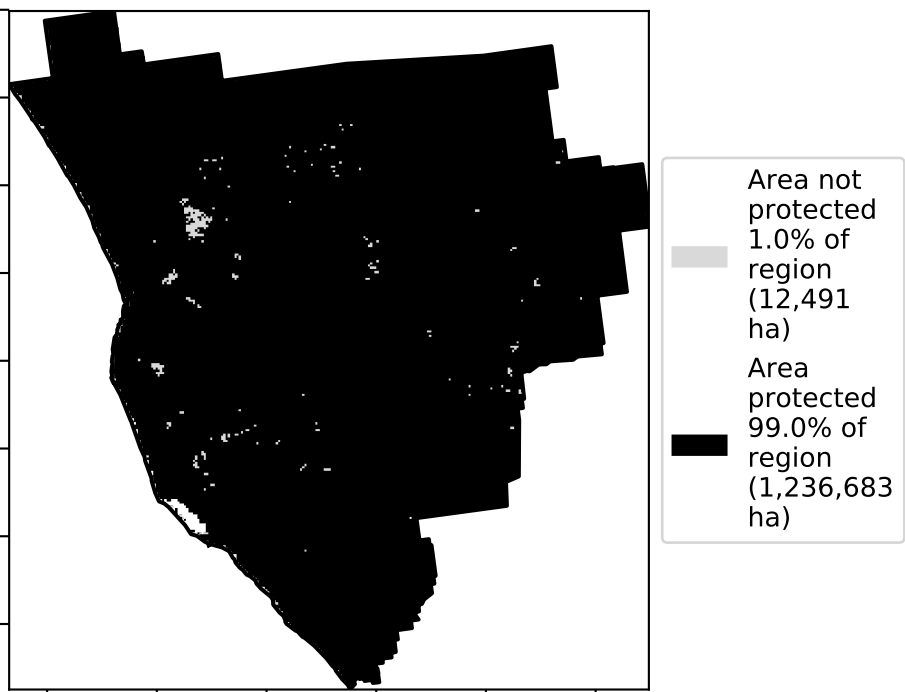 Area not
protected
1.0% of
region
(12,491
ha)
Area
protected
99.0% of
region
(1,236,683
ha)